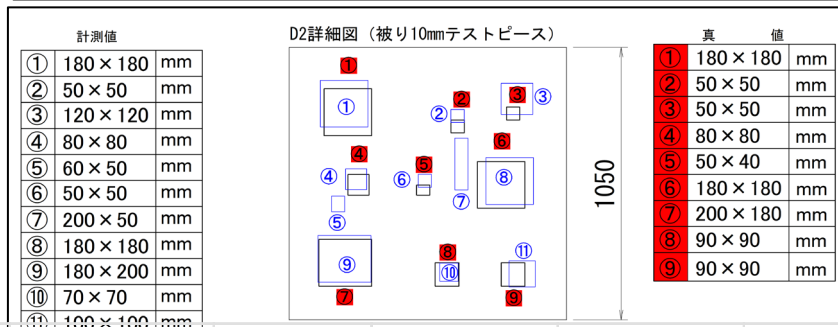 計測値
① 180×180 mm
② 50×50 mm
③ 120×120 mm
④ 80×80 mm
⑤ 60×50 mm
⑥ 50×50 mm
⑦ 200×50 mm
⑧ 180×180 mm
⑨ 180×200 mm
⑩ 70×70 mm
⑪ 100×100 mm
D2詳細図（被り10mmテストピース）
①
②
③
③
①
②
④
⑥
④
⑤
⑥
⑧
⑤
⑦
⑪
⑧
⑨
⑩
⑦
⑨
1050
真 値
① 180×180 mm
② 50×50 mm
③ 50×50 mm
④ 80×80 mm
⑤ 50×40 mm
⑥ 180×180 mm
⑦ 200×180 mm
⑧ 90×90 mm
⑨ 90×90 mm